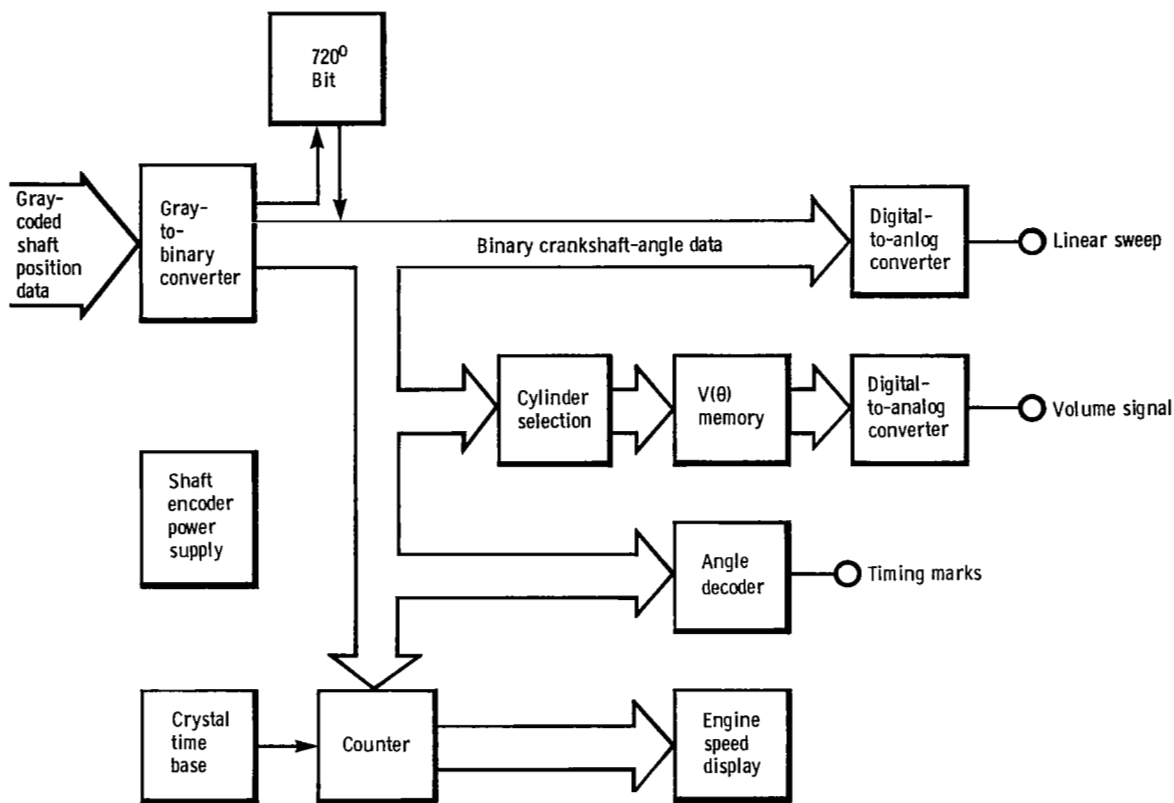 720⁰
Bit
Gray-
coded
shaft
position
data
Gray-
to-
binary
converter
Binary crankshaft-angle data
Digital-
to-anlog
converter
Linear sweep
Cylinder
selection
V(θ)
memory
Digital-
to-analog
converter
Volume signal
Shaft
encoder
power
supply
Angle
decoder
Timing marks
Crystal
time
base
Counter
Engine
speed
display